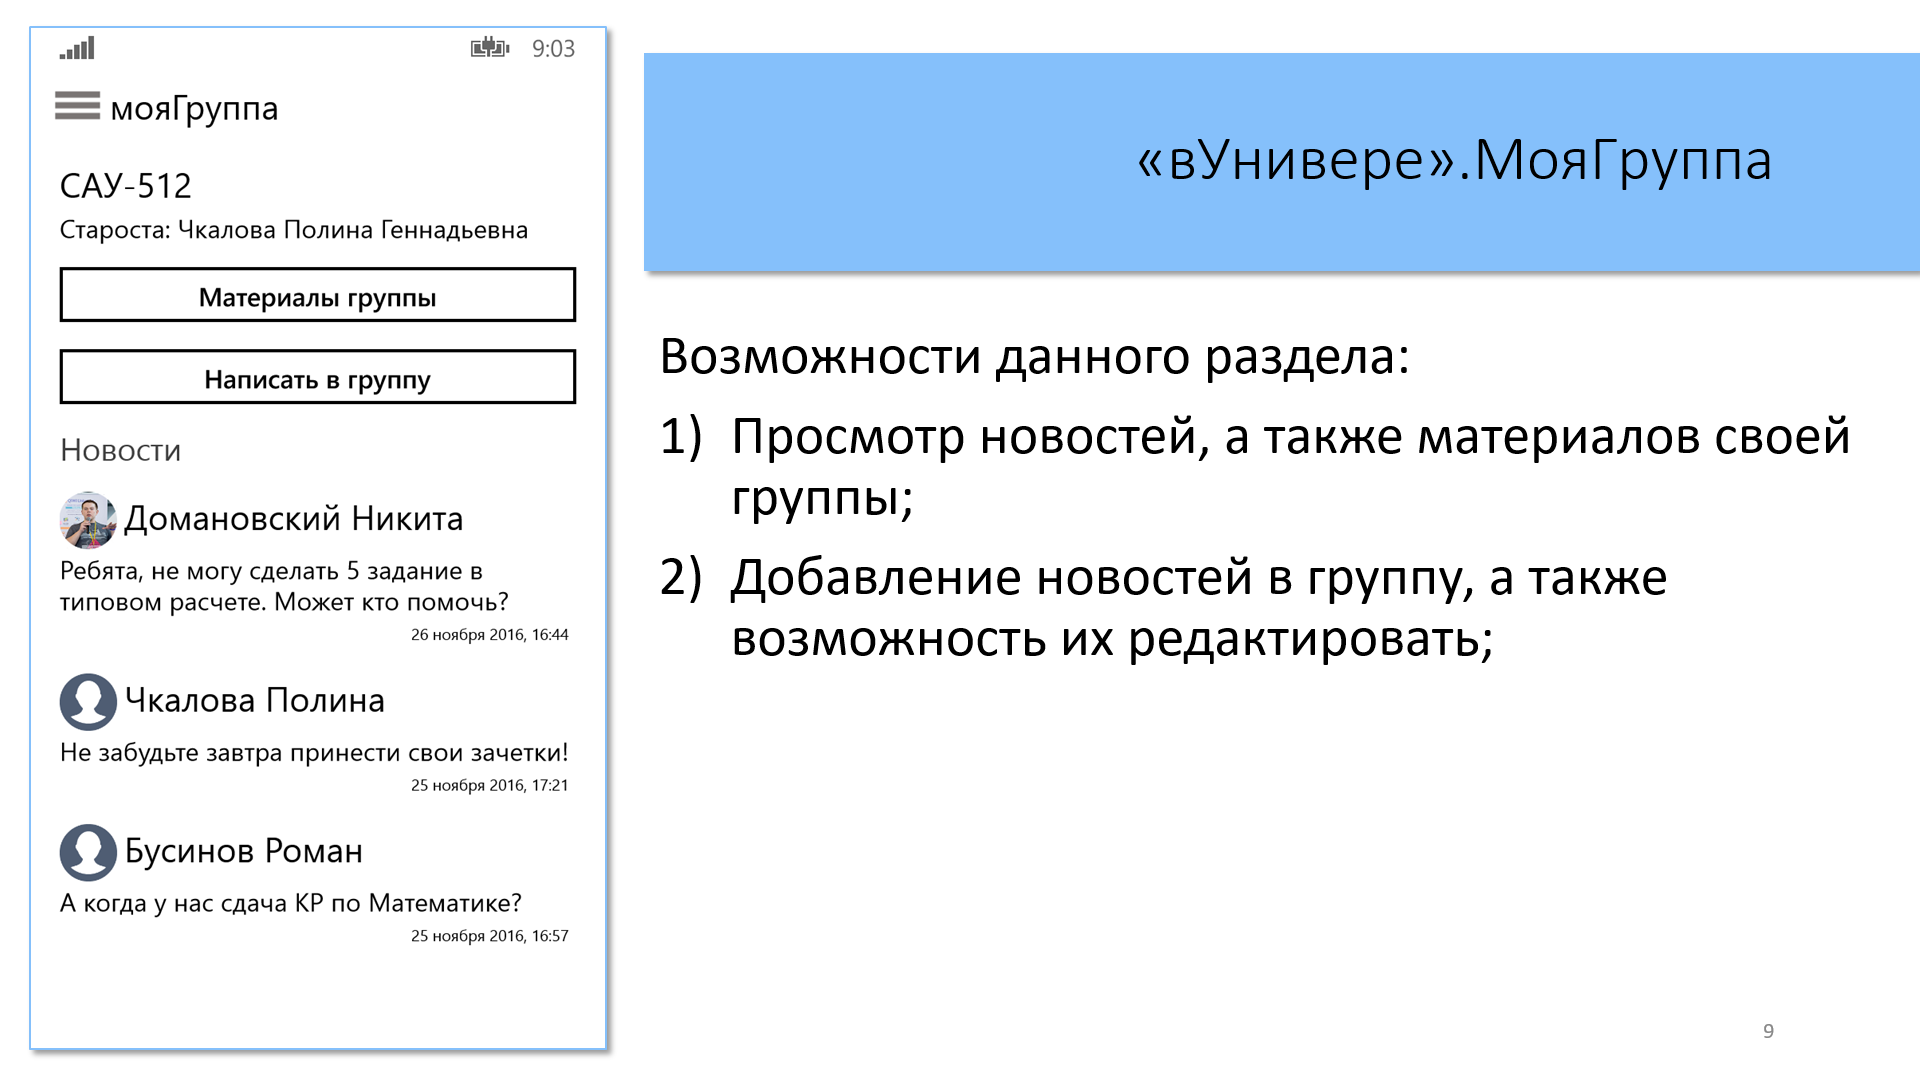 9:03
мояГруппа
САУ-512
Староста: Чкалова Полина Геннадьевна
Материалы группы
Написать в группу
Новости
Домановский Никита
Ребята, не могу сделать 5 задание в
типовом расчете. Может кто помочь?
26 ноября 2016, 16:44
Чкалова Полина
Не забудьте завтра принести свои зачетки!
25 ноября 2016, 17:21
Бусинов Роман
А когда у нас сдача КР по Математике?
25 ноября 2016, 16:57
«вУнивере».МояГруппа
Возможности данного раздела:
1) Просмотр новостей, а также материалов своей
группы;
2) Добавление новостей в группу, а также
возможность их редактировать;
9